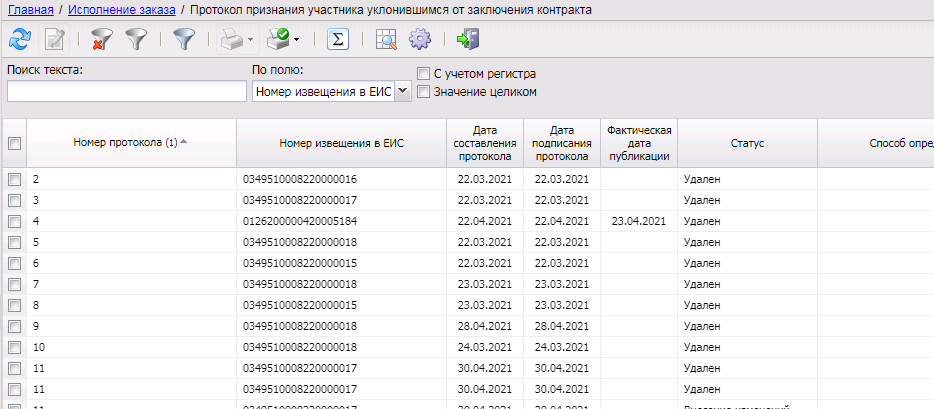 Главная / Исполнение заказа / Протокол признания участника уклонившимся от заключения контракта
Σ
Поиск текста:
По полю:
С учетом регистра
Номер извещения в ЕИС
Значение целиком
Номер протокола (1)
Номер извещения в ЕИС
Дата составления протокола
Дата подписания протокола
Фактическая дата публикации
Статус
Способ опред
2 0349510008220000016 22.03.2021 22.03.2021 Удален
3 0349510008220000017 22.03.2021 22.03.2021 Удален
4 0126200000420005184 22.04.2021 22.04.2021 23.04.2021 Удален
5 0349510008220000018 22.03.2021 22.03.2021 Удален
6 0349510008220000015 22.03.2021 22.03.2021 Удален
7 0349510008220000018 23.03.2021 23.03.2021 Удален
8 0349510008220000015 23.03.2021 23.03.2021 Удален
9 0349510008220000018 28.04.2021 28.04.2021 Удален
10 0349510008220000018 24.03.2021 24.03.2021 Удален
11 0349510008220000017 30.04.2021 30.04.2021 Удален
11 0349510008220000017 30.04.2021 30.04.2021 Удален